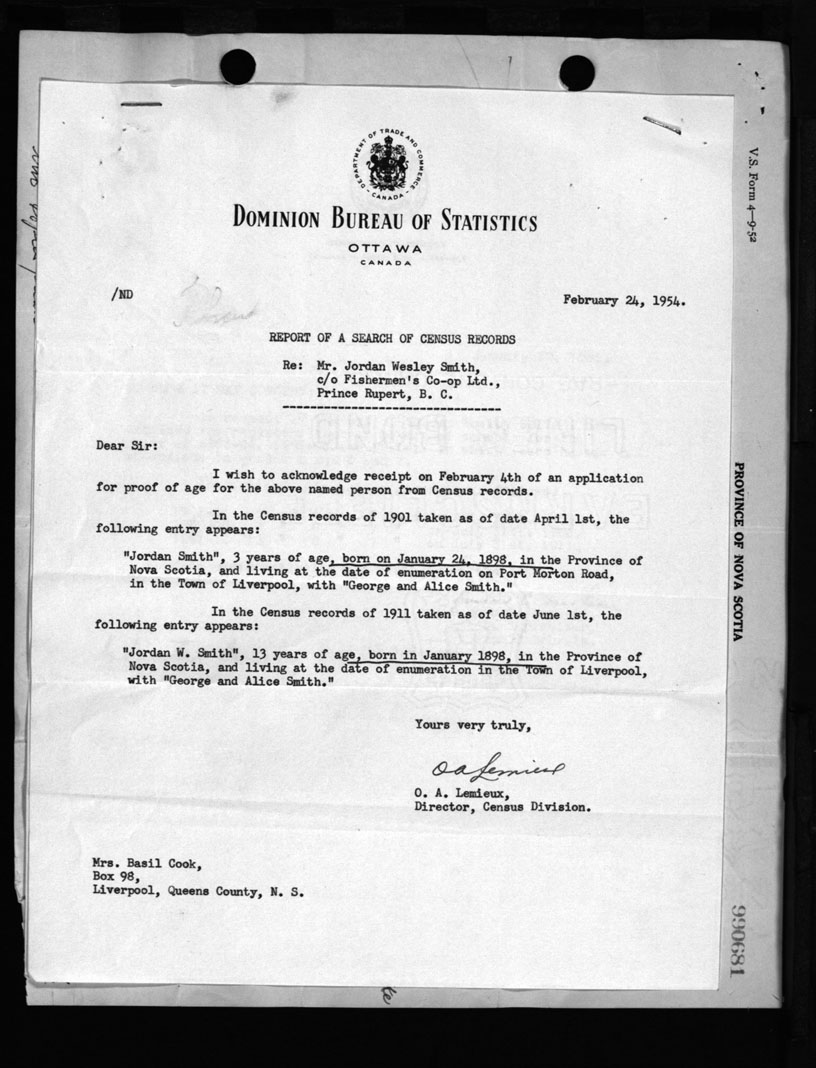 DEPARTMENT OF TRADE AND COMMERCE
- CANADA -
DOMINION BUREAU OF STATISTICS
OTTAWA
CANADA
/ND
February 24, 1954.
REPORT OF A SEARCH OF CENSUS RECORDS
Re: Mr. Jordan Wesley Smith,
c/o Fishermen's Co-op Ltd.,
Prince Rupert, B. C.
Dear Sir:
I wish to acknowledge receipt on February 4th of an application
for proof of age for the above named person from Census records.
In the Census records of 1901 taken as of date April 1st, the
following entry appears:
"Jordan Smith", 3 years of age, born on January 24, 1898, in the Province of
Nova Scotia, and living at the date of enumeration on Port Morton Road,
in the Town of Liverpool, with "George and Alice Smith."
In the Census records of 1911 taken as of date June 1st, the
following entry appears:
"Jordan W. Smith", 13 years of age, born in January 1898, in the Province of
Nova Scotia, and living at the date of enumeration in the Town of Liverpool,
with "George and Alice Smith."
Yours very truly,
O A Lemieux
O. A. Lemieux,
Director, Census Division.
Mrs. Basil Cook,
Box 98,
Liverpool, Queens County, N. S.
V.S. Form 4—9-52
PROVINCE OF NOVA SCOTIA
990681